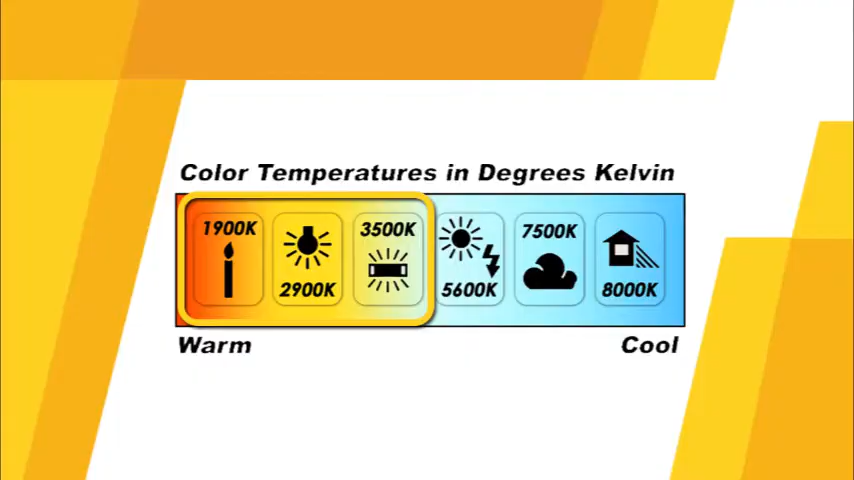 Color Temperatures in Degrees Kelvin
1900K
2900K
3500K
5600K
7500K
8000K
Warm
Cool